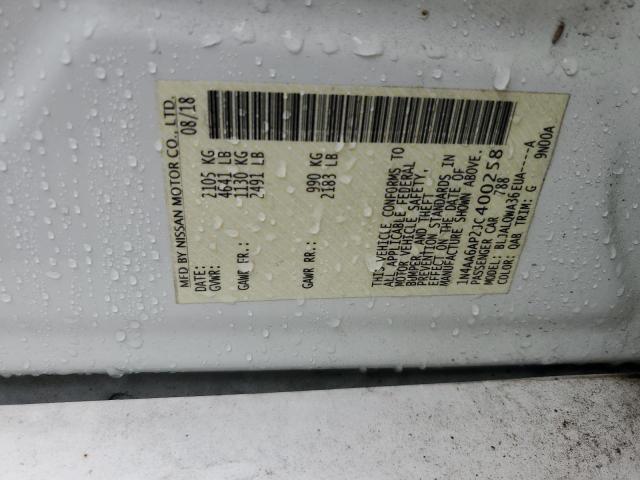 MFD BY NISSAN MOTOR CO., LTD.
DATE: 08/18
GVWR: 2105 KG
4641 LB
GAWR FR.: 1130 KG
2491 LB
GAWR RR.: 990 KG
2183 LB
THIS VEHICLE CONFORMS TO
ALL APPLICABLE FEDERAL
MOTOR VEHICLE SAFETY,
BUMPER, AND THEFT
PREVENTION STANDARDS IN
EFFECT ON THE DATE OF
MANUFACTURE SHOWN ABOVE.
1N4AA6AP2JC400258
PASSENGER CAR 788
MODEL: BLJALOWA36EUA----A
COLOR: QAB TRIM: G 9N00A